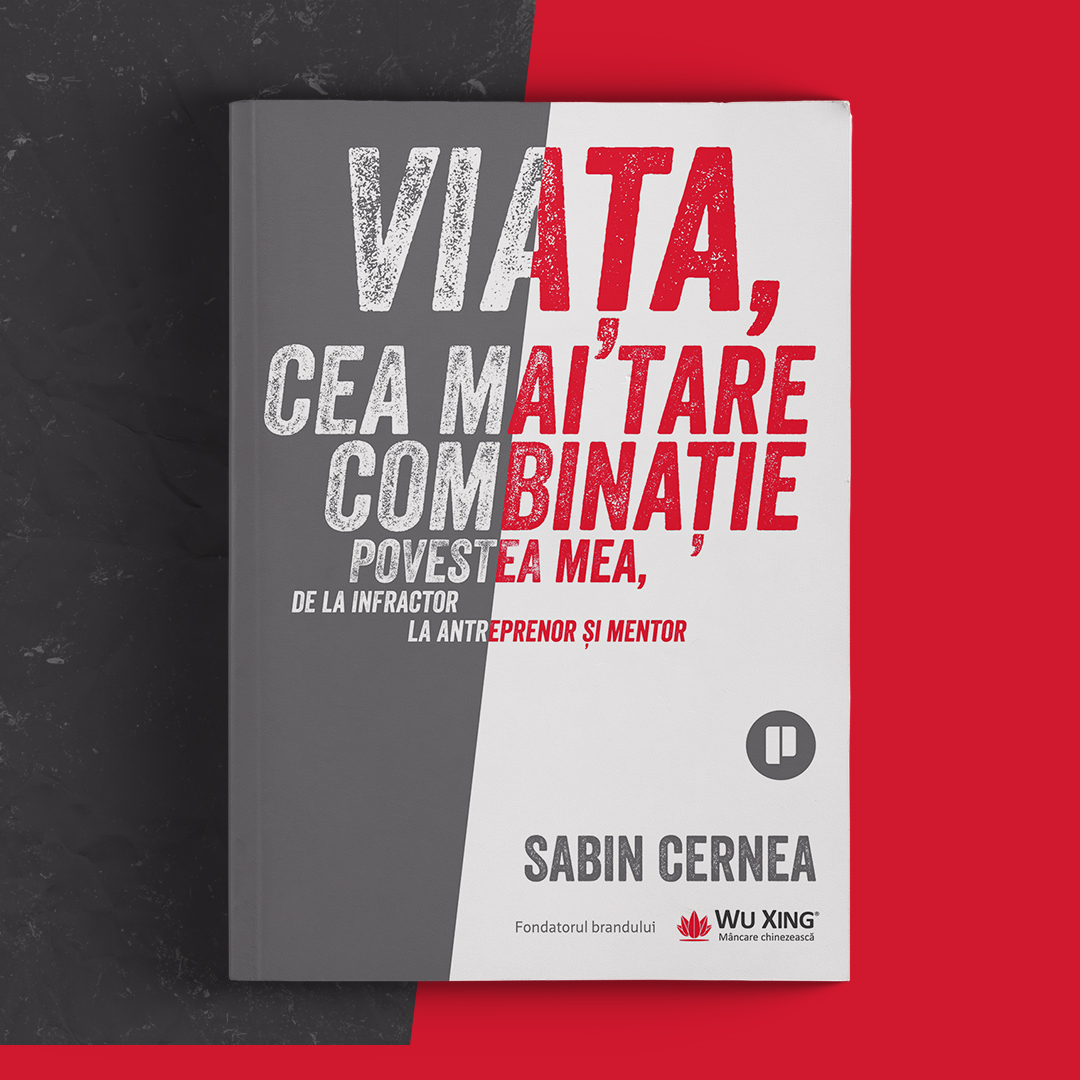 VIAȚA,
CEA MAI TARE
COMBINAȚIE
POVESTEA MEA,
DE LA INFRACTOR
LA ANTREPRENOR ȘI MENTOR
P
SABIN CERNEA
Fondatorul brandului
WU XING®
Mâncare chinezească